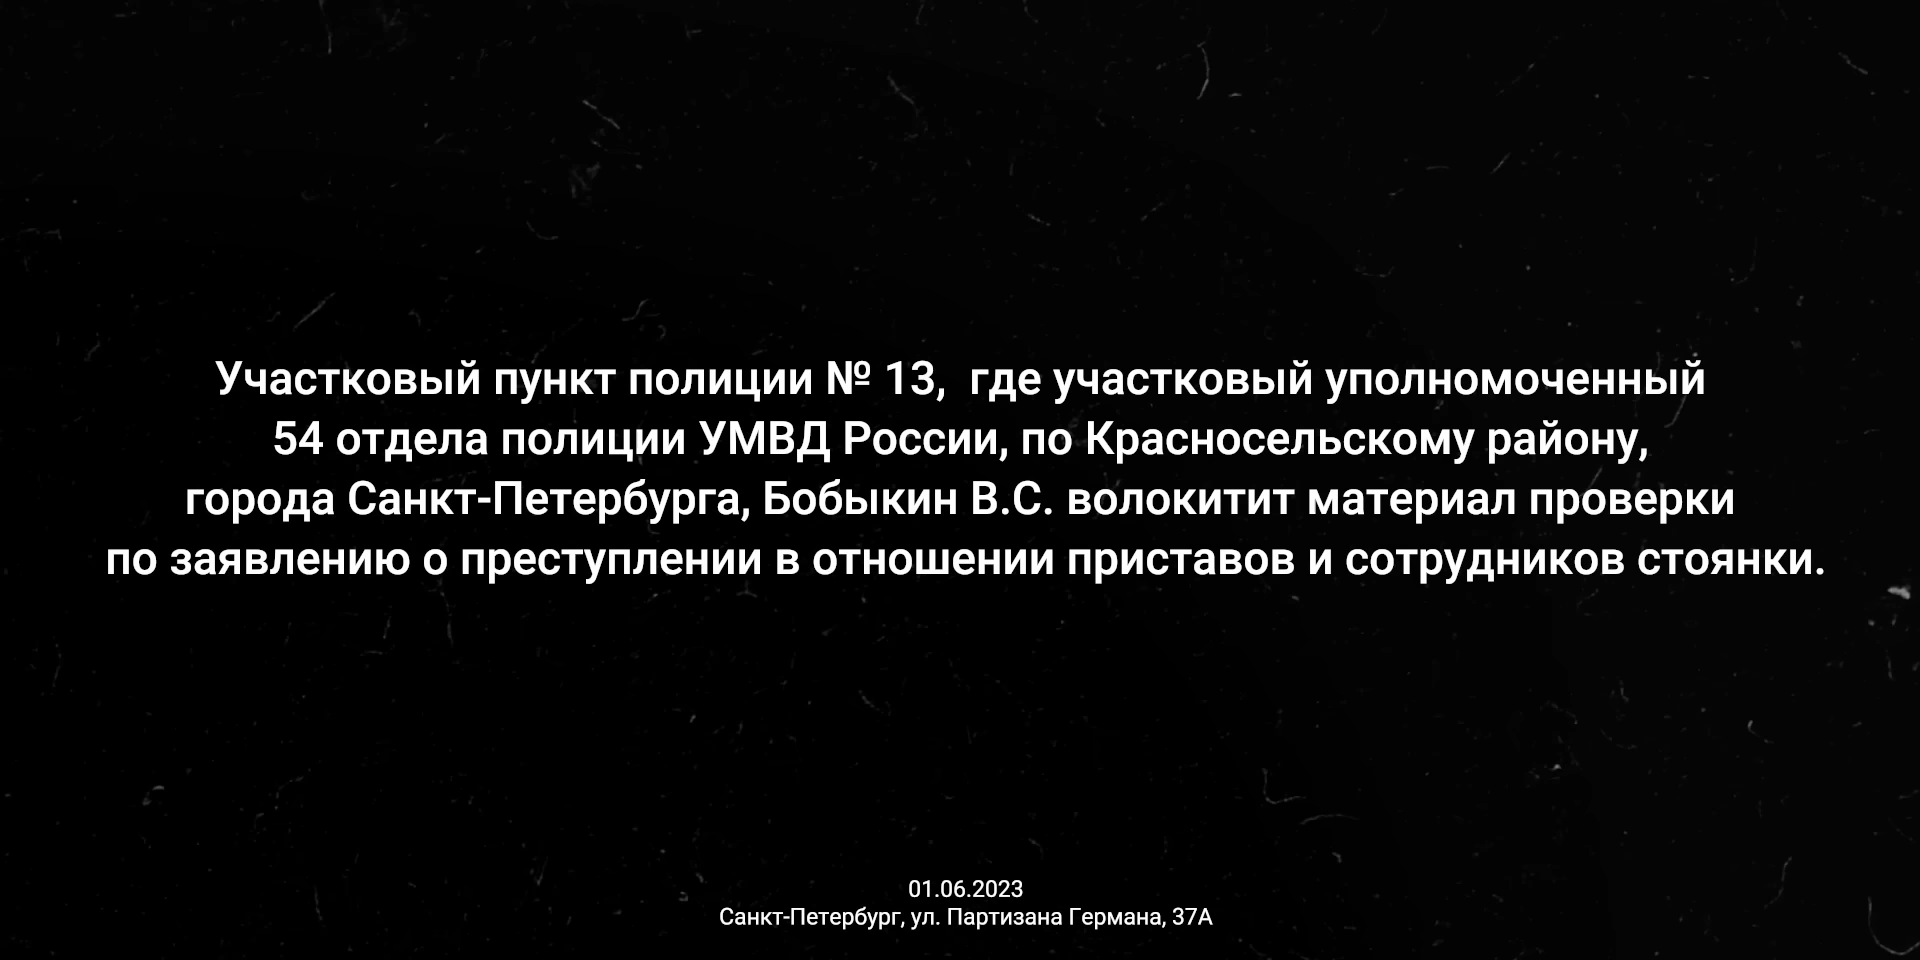 Участковый пункт полиции № 13,  где участковый уполномоченный
54 отдела полиции УМВД России, по Красносельскому району,
города Санкт-Петербурга, Бобыкин В.С. волокитит материал проверки
по заявлению о преступлении в отношении приставов и сотрудников стоянки.
01.06.2023
Санкт-Петербург, ул. Партизана Германа, 37А